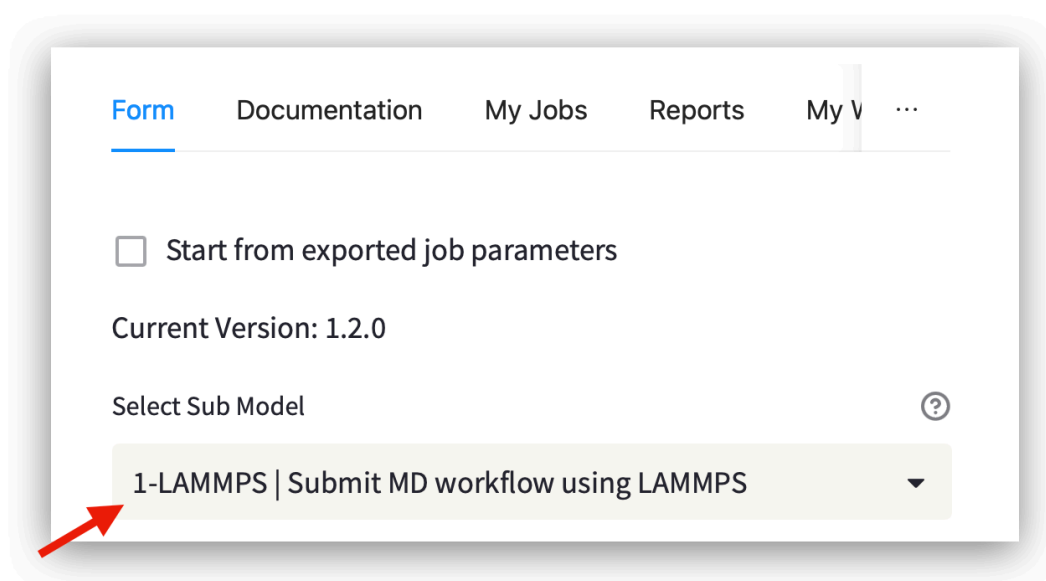 Form Documentation My Jobs Reports My ...
Start from exported job parameters
Current Version: 1.2.0
Select Sub Model ?
1-LAMMPS | Submit MD workflow using LAMMPS